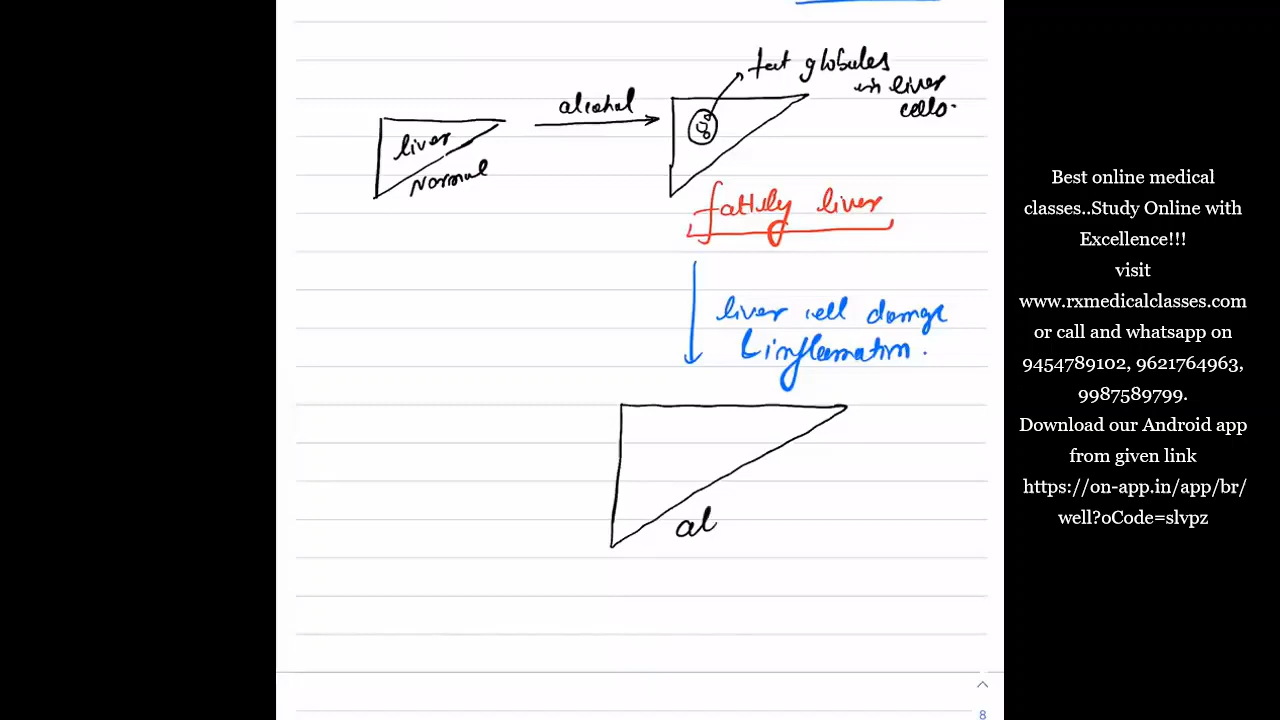 fat globules
in liver
cells.
alcohol
liver
Normal
fattily liver
liver cell damge
& inflammation.
al
8
Best online medical
classes..Study Online with
Excellence!!!
visit
www.rxmedicalclasses.com
or call and whatsapp on
9454789102, 9621764963,
9987589799.
Download our Android app
from given link
https://on-app.in/app/br/
well?oCode=slvpz